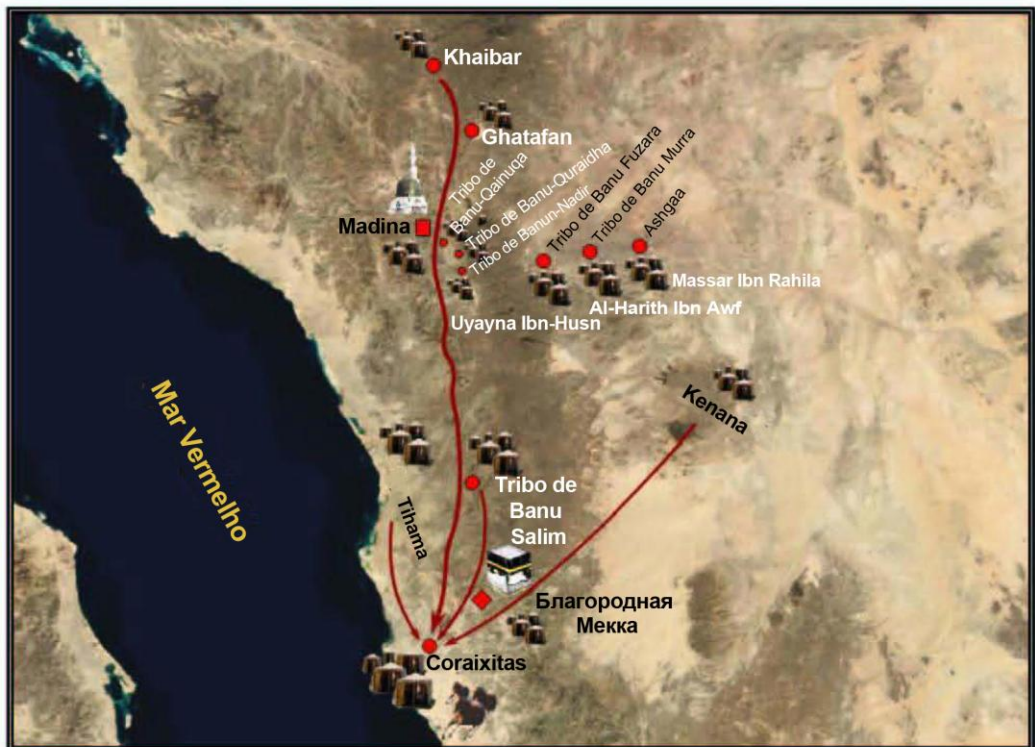 Khaibar
Ghatafan
Tribo de
Banu-Qainuqa
Tribo de Banu-Quraidha
Tribo de Banun-Nadir
Tribo de Banu Fuzara
Tribo de Banu Murra
Ashgaa
Madina
Massar Ibn Rahila
Al-Harith Ibn Awf
Uyayna Ibn-Husn
Kenana
Mar Vermelho
Tribo de
Banu
Salim
Tihama
Благородная
Мекка
Coraixitas